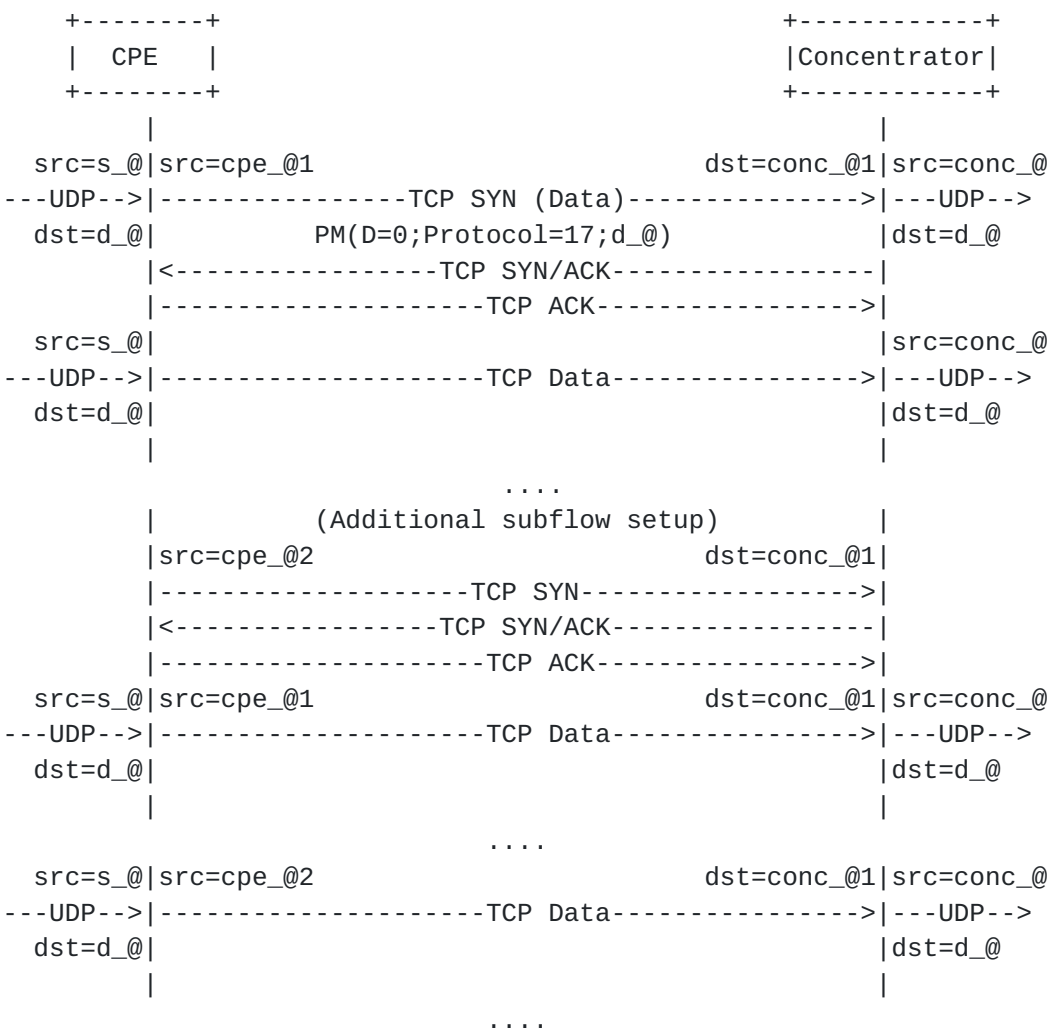 +--------+                                      +------------+
|  CPE   |                                      |Concentrator|
+--------+                                      +------------+
|                                                |
src=s_@|src=cpe_@1                          dst=conc_@1|src=conc_@
---UDP-->|----------------TCP SYN (Data)--------------->|---UDP-->
dst=d_@|          PM(D=0;Protocol=17;d_@)              |dst=d_@
|<------------------TCP SYN/ACK-----------------|
|---------------------TCP ACK----------------->|
src=s_@|                                                |src=conc_@
---UDP-->|---------------------TCP Data---------------->|---UDP-->
dst=d_@|                                                |dst=d_@
|                                                |
....
|          (Additional subflow setup)           |
|src=cpe_@2                          dst=conc_@1|
|--------------------TCP SYN------------------>|
|<------------------TCP SYN/ACK-----------------|
|---------------------TCP ACK----------------->|
src=s_@|src=cpe_@1                          dst=conc_@1|src=conc_@
---UDP-->|---------------------TCP Data---------------->|---UDP-->
dst=d_@|                                                |dst=d_@
|                                                |
....
src=s_@|src=cpe_@2                          dst=conc_@1|src=conc_@
---UDP-->|---------------------TCP Data---------------->|---UDP-->
dst=d_@|                                                |dst=d_@
|                                                |
....